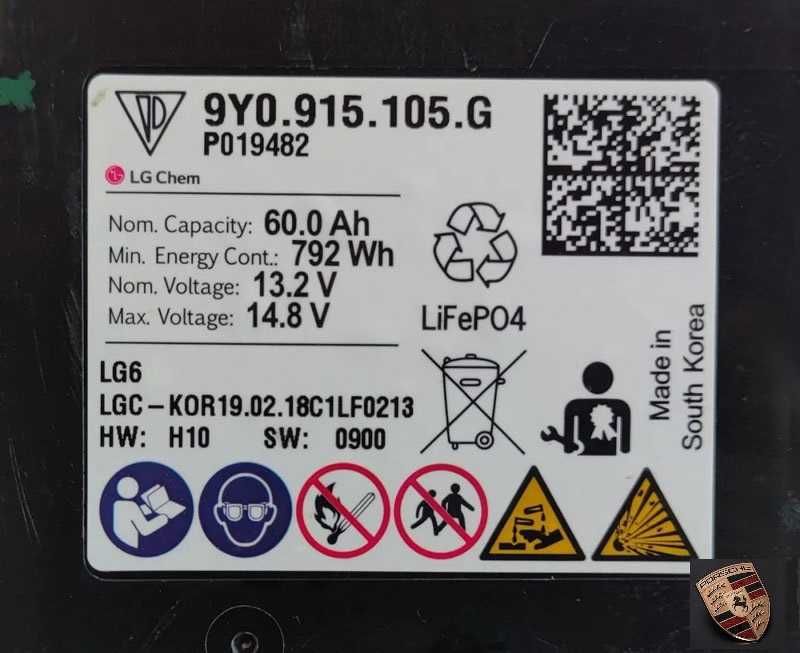 9Y0.915.105.G
P019482
LG Chem
Nom. Capacity: 60.0 Ah
Min. Energy Cont.: 792 Wh
Nom. Voltage: 13.2 V
Max. Voltage: 14.8 V
LiFePO4
Made in
South Korea
LG6
LGC-KOR19.02.18C1LF0213
HW: H10 SW: 0900
PORSCHE